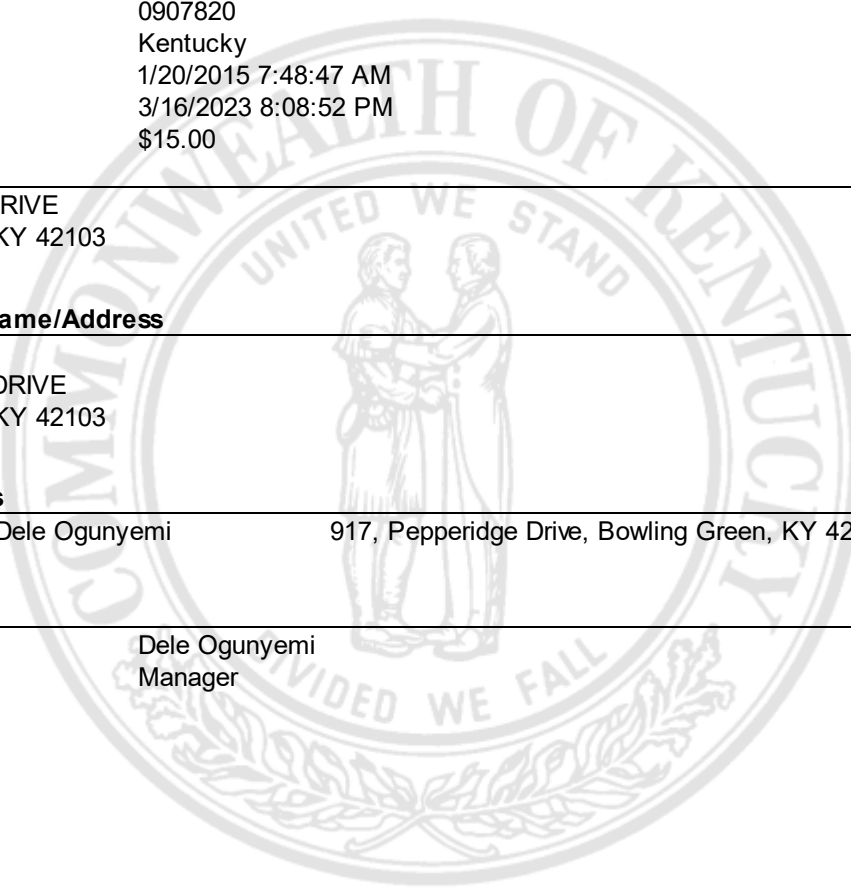 0907820
Kentucky
1/20/2015 7:48:47 AM
3/16/2023 8:08:52 PM
$15.00
RIVE
KY 42103
ame/Address
DRIVE
KY 42103
s
Dele Ogunyemi 917, Pepperidge Drive, Bowling Green, KY 42
Dele Ogunyemi
Manager
COMMONWEALTH OF KENTUCKY
UNITED WE STAND
DIVIDED WE FALL